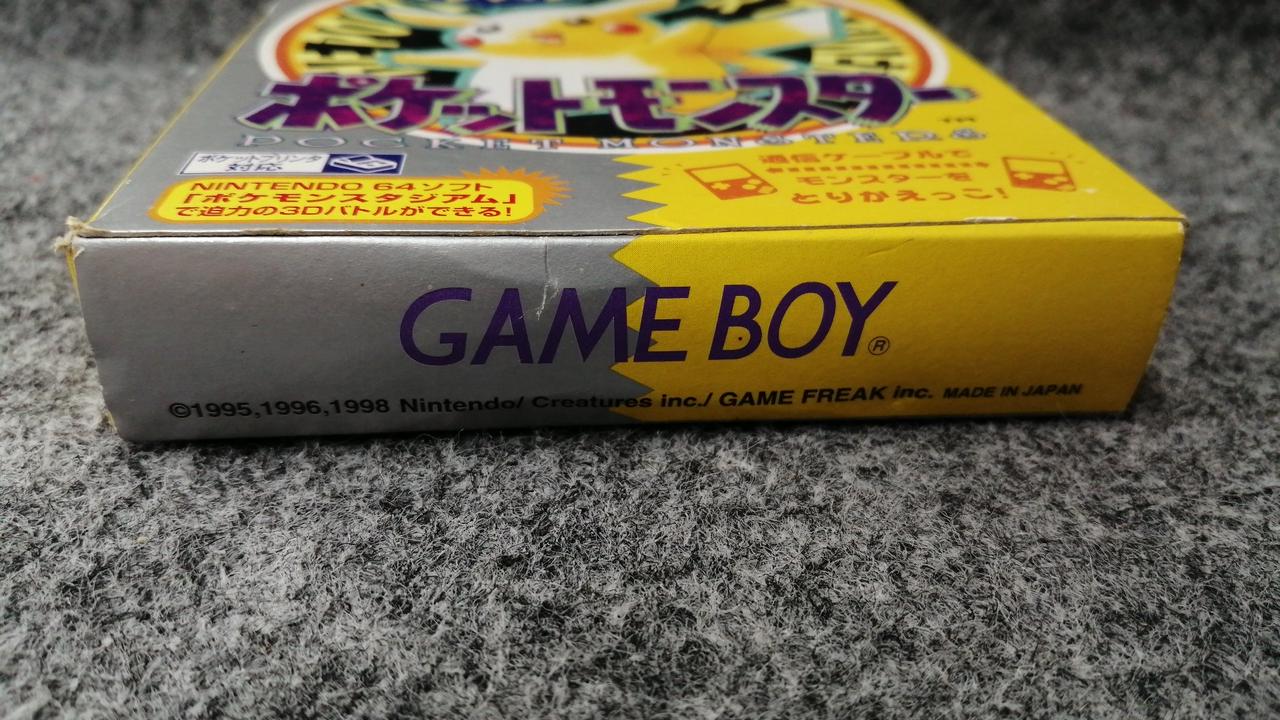 ポケットモンスター
TM
POCKET MONSTERS
ポケットプリンタ
対応
NINTENDO 64ソフト
「ポケモンスタジアム」
で迫力の3Dバトルができる!
通信ケーブルで
モンスターを
とりかえっこ!
GAME BOY®
©1995,1996,1998 Nintendo/ Creatures inc./ GAME FREAK inc. MADE IN JAPAN